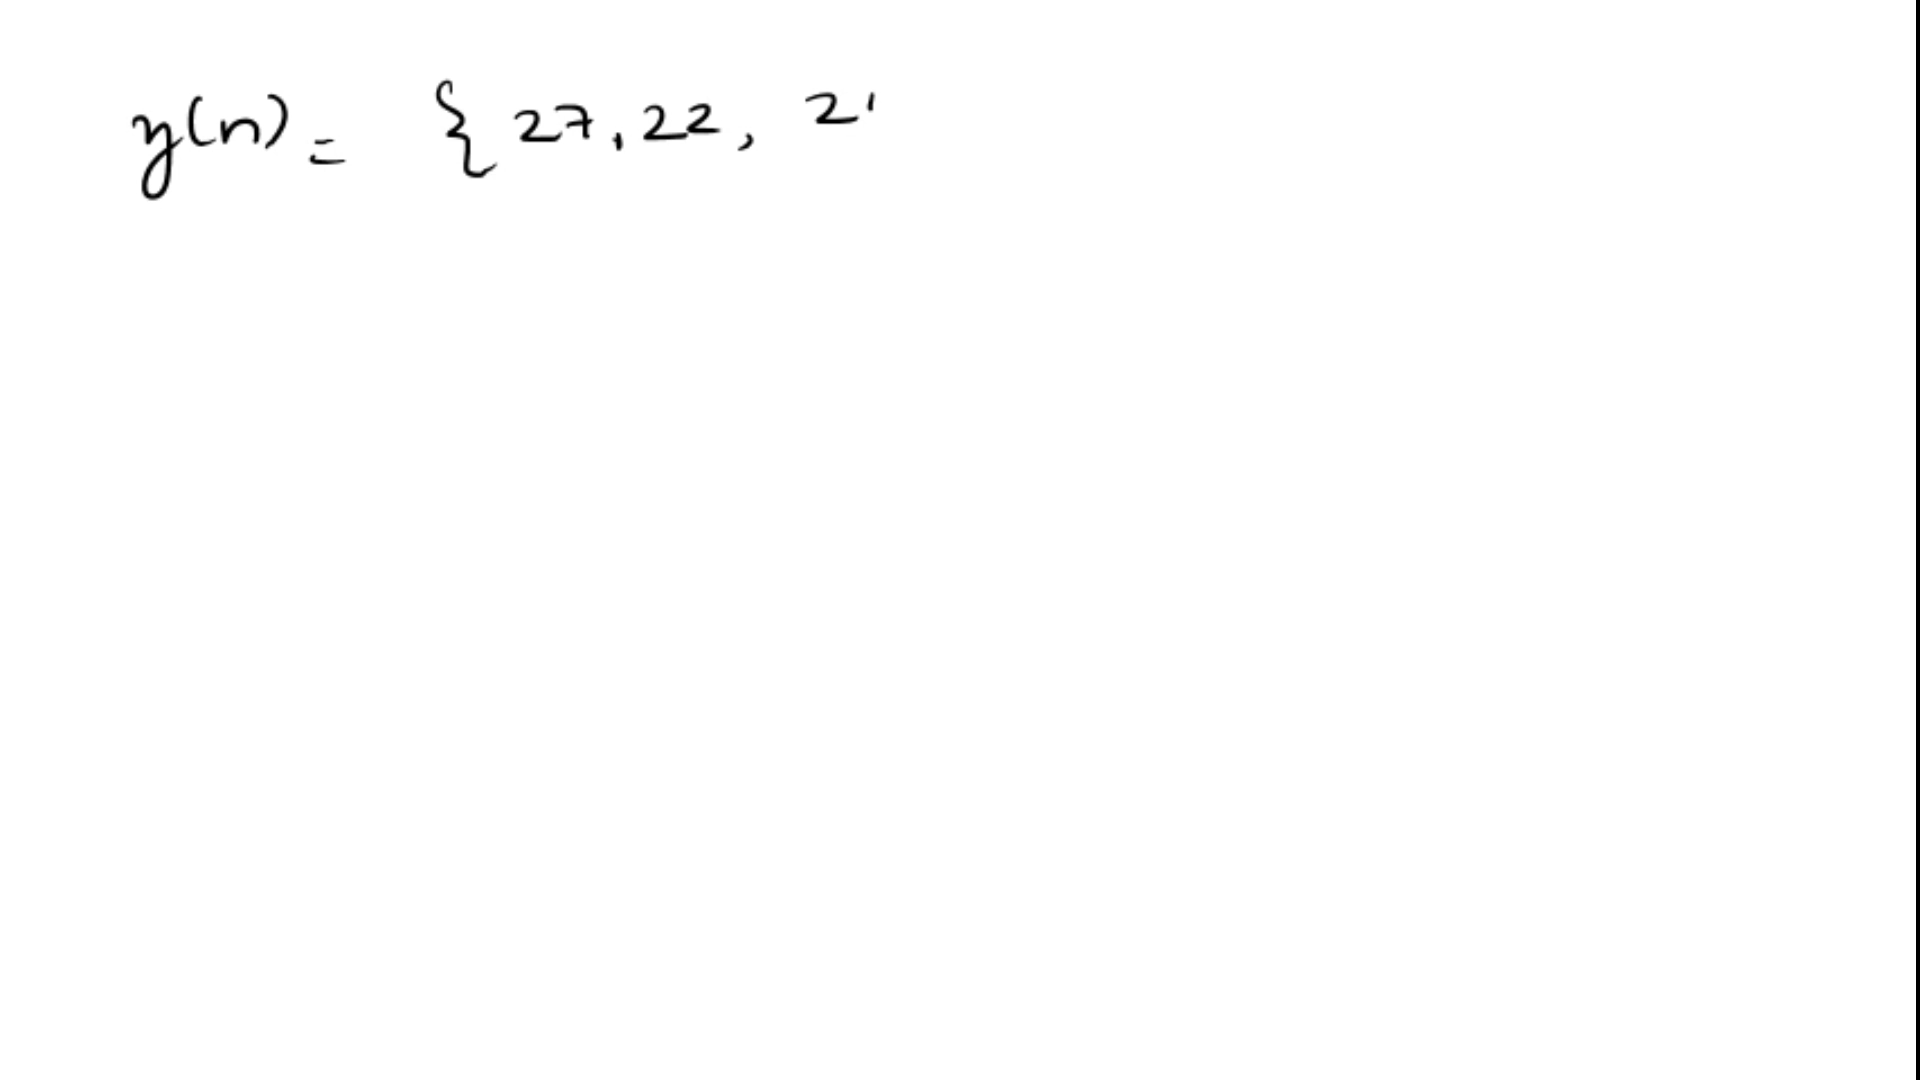 y(n) = { 27, 22, 2